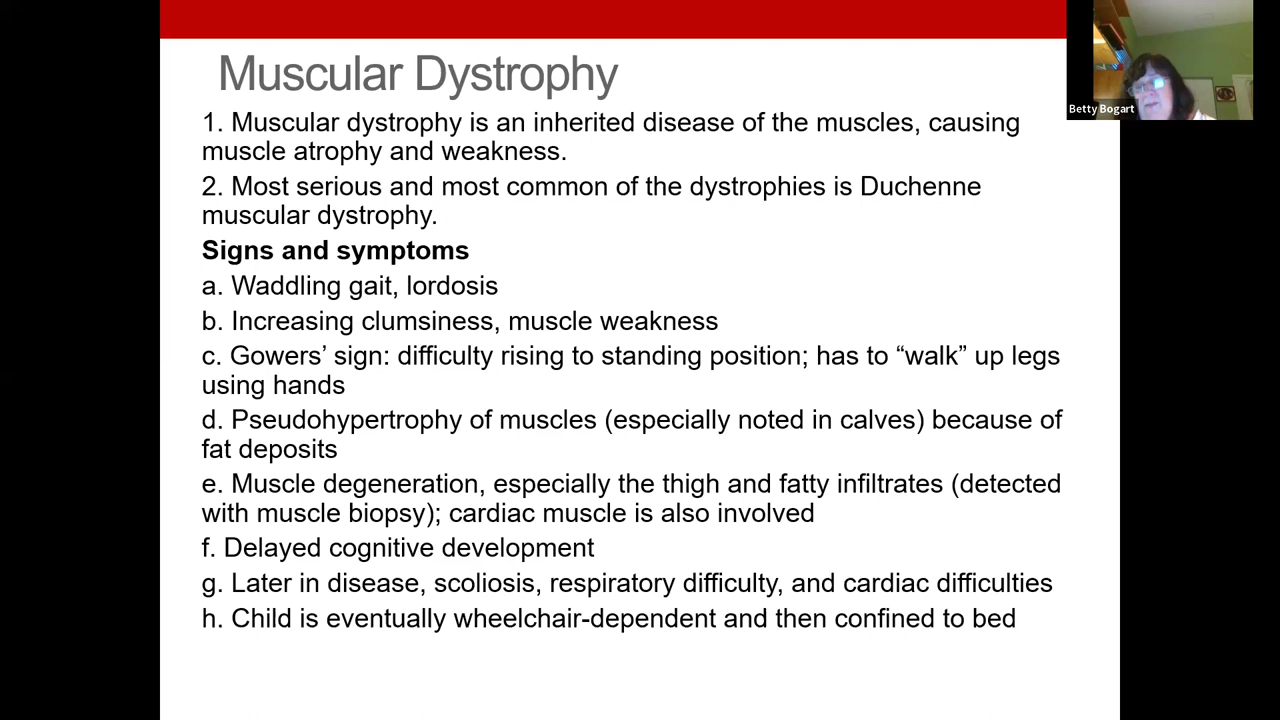 Muscular Dystrophy
1. Muscular dystrophy is an inherited disease of the muscles, causing
muscle atrophy and weakness.
2. Most serious and most common of the dystrophies is Duchenne
muscular dystrophy.
Signs and symptoms
a. Waddling gait, lordosis
b. Increasing clumsiness, muscle weakness
c. Gowers’ sign: difficulty rising to standing position; has to “walk” up legs
using hands
d. Pseudohypertrophy of muscles (especially noted in calves) because of
fat deposits
e. Muscle degeneration, especially the thigh and fatty infiltrates (detected
with muscle biopsy); cardiac muscle is also involved
f. Delayed cognitive development
g. Later in disease, scoliosis, respiratory difficulty, and cardiac difficulties
h. Child is eventually wheelchair-dependent and then confined to bed
Betty Bogart